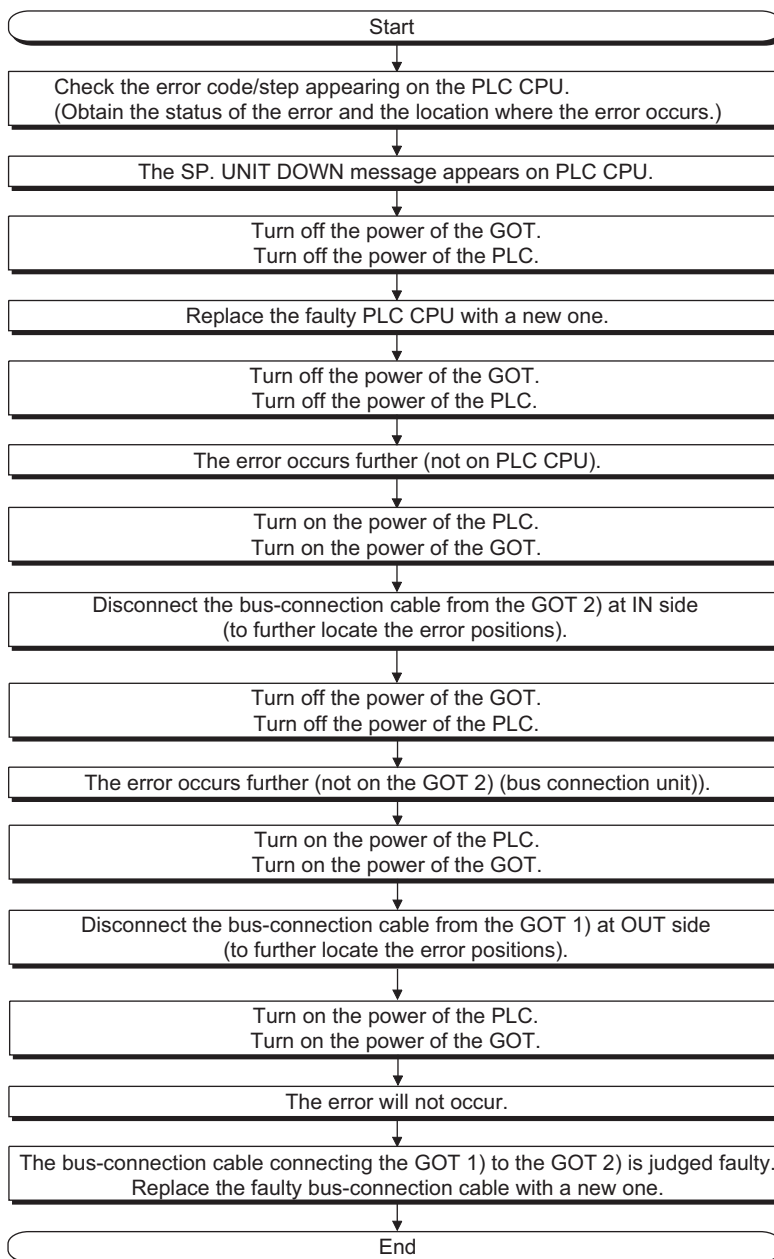 Start
Check the error code/step appearing on the PLC CPU.
(Obtain the status of the error and the location where the error occurs.)
The SP. UNIT DOWN message appears on PLC CPU.
Turn off the power of the GOT.
Turn off the power of the PLC.
Replace the faulty PLC CPU with a new one.
Turn off the power of the GOT.
Turn off the power of the PLC.
The error occurs further (not on PLC CPU).
Turn on the power of the PLC.
Turn on the power of the GOT.
Disconnect the bus-connection cable from the GOT 2) at IN side
(to further locate the error positions).
Turn off the power of the GOT.
Turn off the power of the PLC.
The error occurs further (not on the GOT 2) (bus connection unit)).
Turn on the power of the PLC.
Turn on the power of the GOT.
Disconnect the bus-connection cable from the GOT 1) at OUT side
(to further locate the error positions).
Turn on the power of the PLC.
Turn on the power of the GOT.
The error will not occur.
The bus-connection cable connecting the GOT 1) to the GOT 2) is judged faulty.
Replace the faulty bus-connection cable with a new one.
End